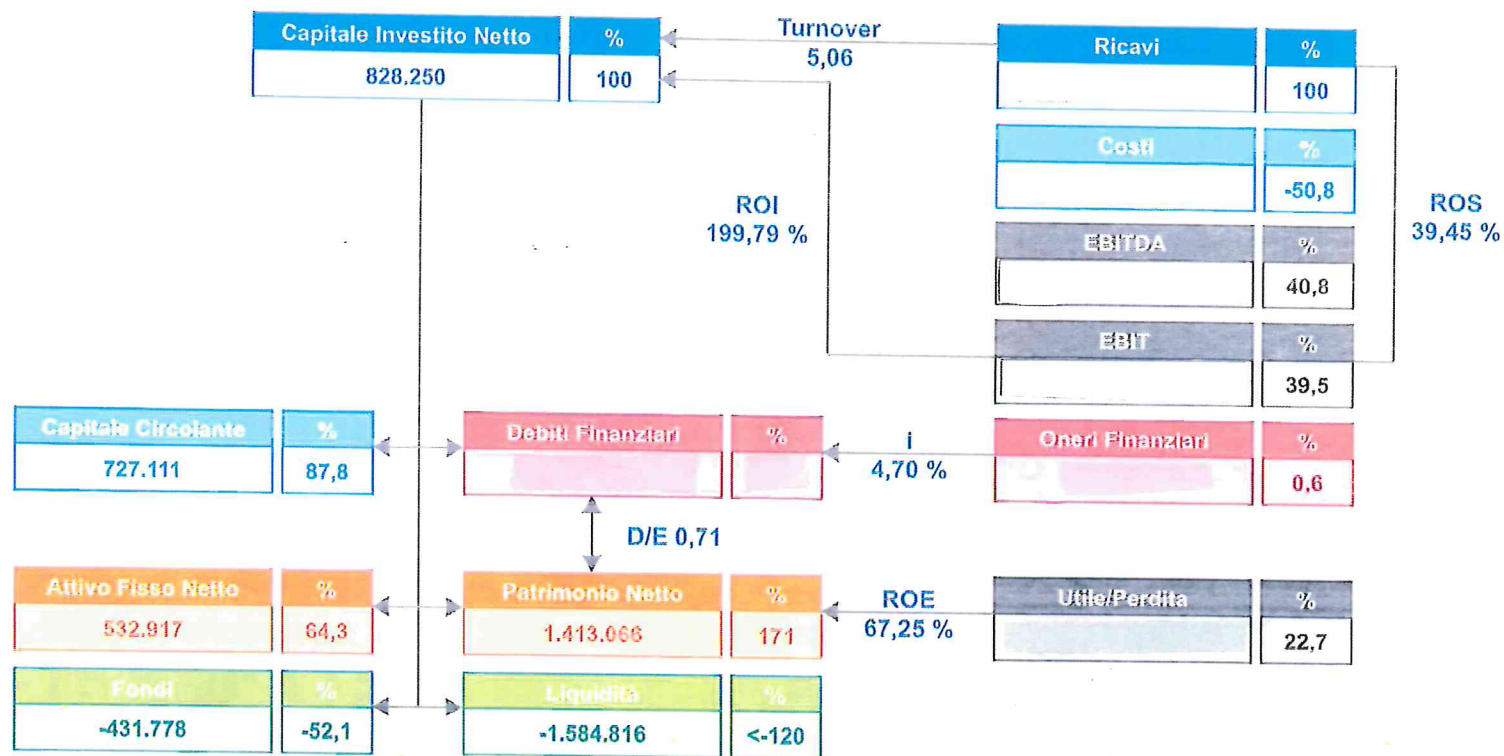 Capitale Investito Netto %
828.250 100
Turnover
5,06
Ricavi %
100
Costi %
-50,8
EBITDA %
40,8
EBIT %
39,5
ROI
199,79 %
ROS
39,45 %
Capitale Circolante %
727.111 87,8
Debiti Finanziari %
i
4,70 %
Oneri Finanziari %
0,6
D/E 0,71
Attivo Fisso Netto %
532.917 64,3
Patrimonio Netto %
1.413.066 171
ROE
67,25 %
Utile/Perdita %
22,7
Fondi %
-431.778 -52,1
Liquidità %
-1.584.816 <-120